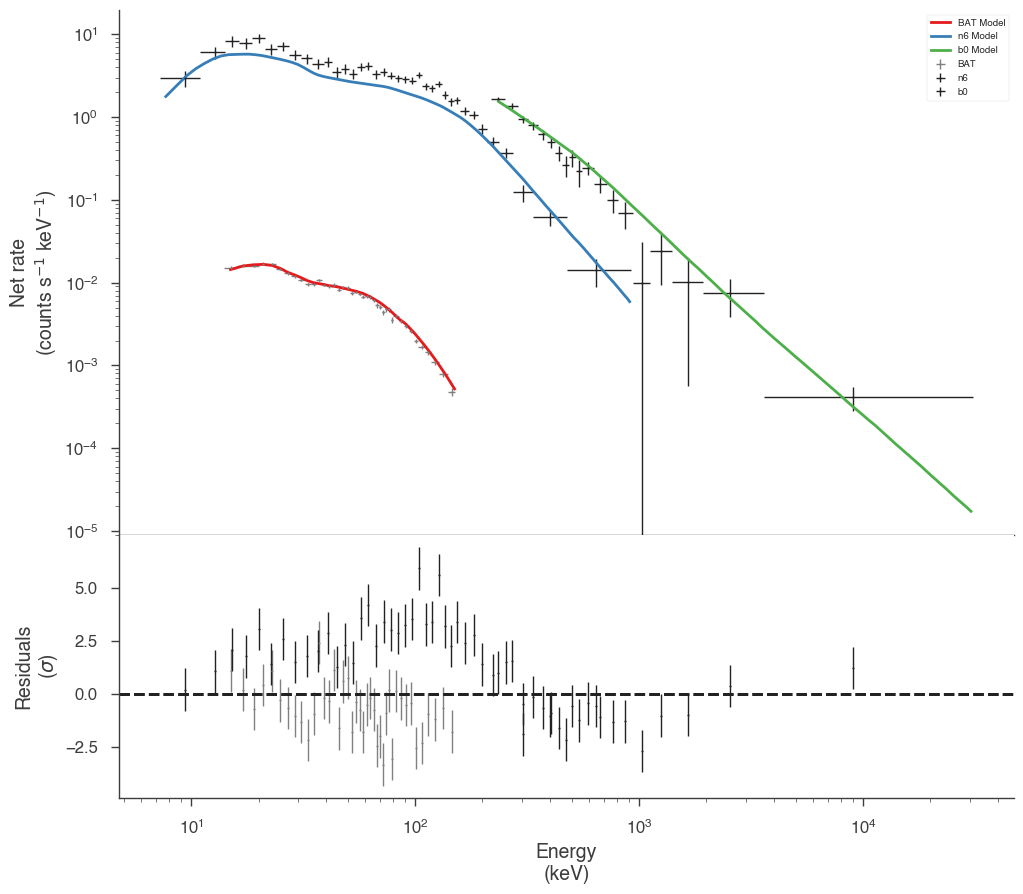 BAT Model
n6 Model
b0 Model
BAT
n6
b0
Net rate
(counts s⁻¹ keV⁻¹)
10¹
10⁰
10⁻¹
10⁻²
10⁻³
10⁻⁴
10⁻⁵
Residuals
(σ)
5.0
2.5
0.0
−2.5
10¹ 10² 10³ 10⁴
Energy
(keV)